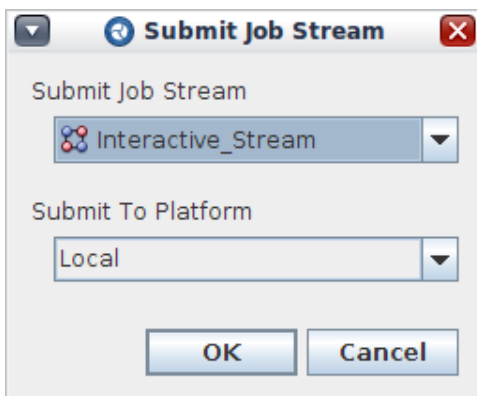 Submit Job Stream
Submit Job Stream
Interactive_Stream
Submit To Platform
Local
OK Cancel